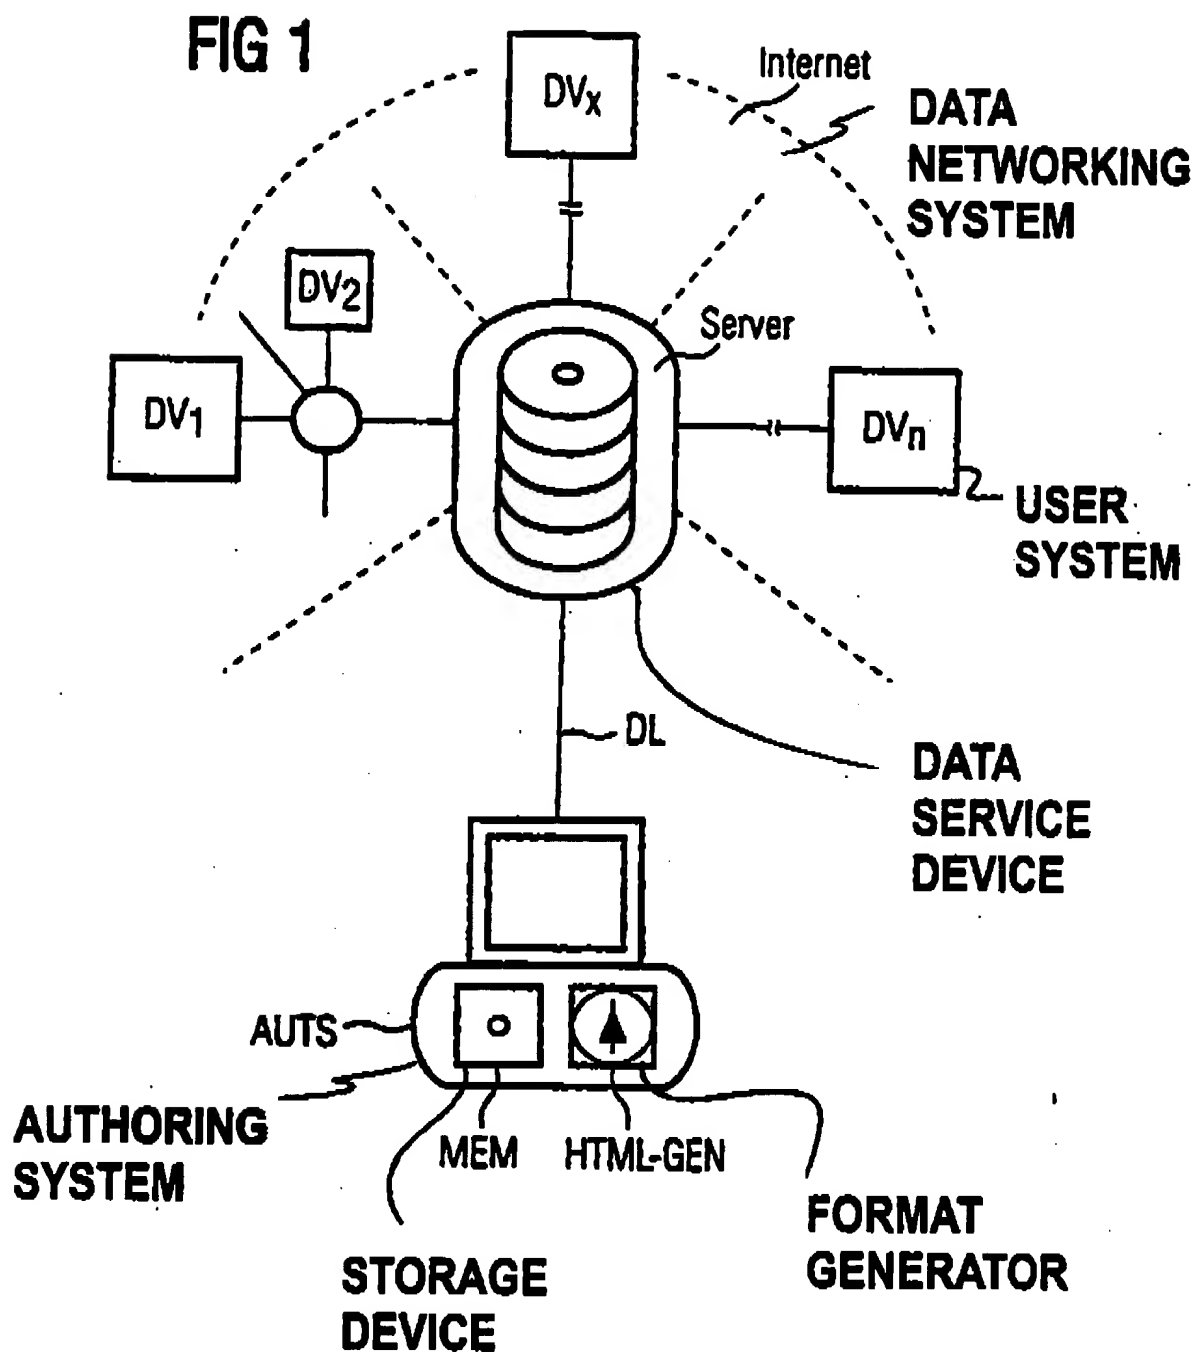 FIG 1
DVx
Internet
DATA
NETWORKING
SYSTEM
DV2
Server
DV1
DVn
USER
SYSTEM
DL
DATA
SERVICE
DEVICE
AUTS
AUTHORING
SYSTEM
MEM
HTML-GEN
STORAGE
DEVICE
FORMAT
GENERATOR